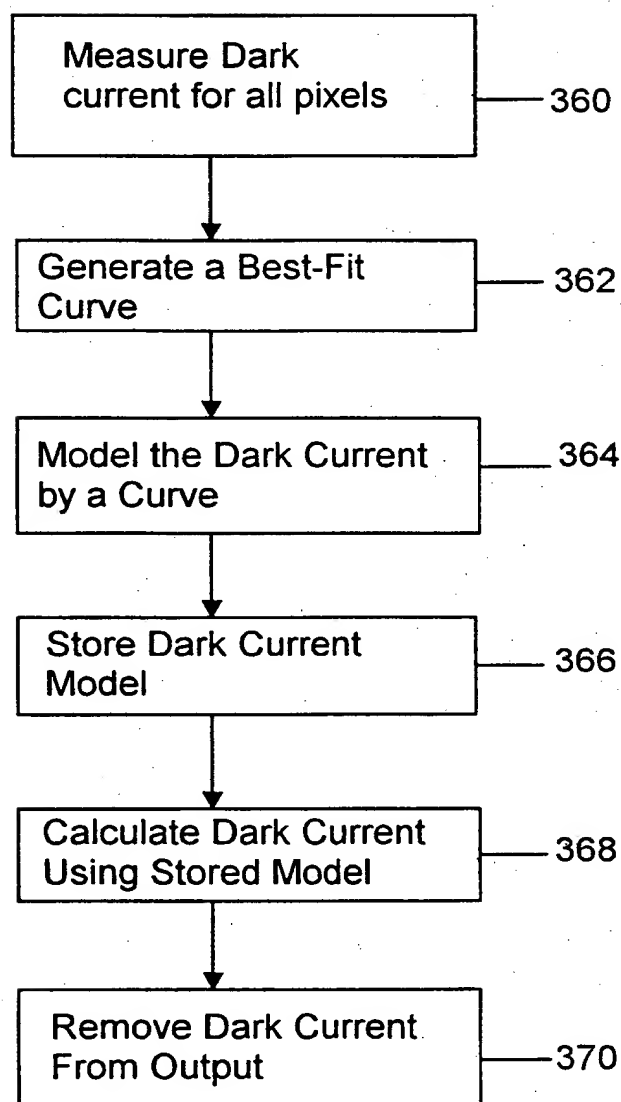 Measure Dark
current for all pixels
360
Generate a Best-Fit
Curve
362
Model the Dark Current
by a Curve
364
Store Dark Current
Model
366
Calculate Dark Current
Using Stored Model
368
Remove Dark Current
From Output
370